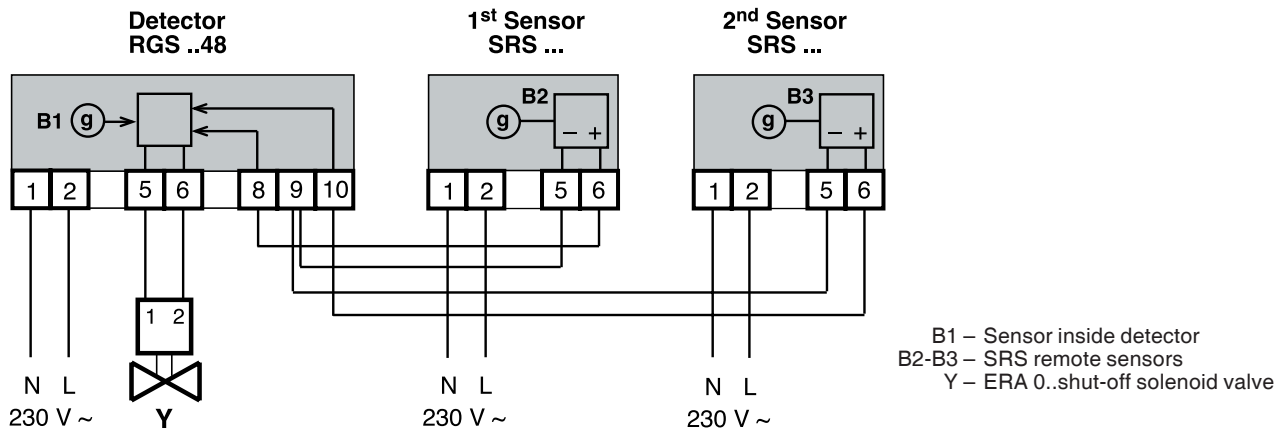 Detector
RGS ..48
1st Sensor
SRS ...
2nd Sensor
SRS ...
B1 g
B2
g
– +
B3
g
– +
1 2 5 6 8 9 10
1 2 5 6
1 2 5 6
1 2
N L
230 V ~
Y
N L
230 V ~
N L
230 V ~
B1 – Sensor inside detector
B2-B3 – SRS remote sensors
Y – ERA 0..shut-off solenoid valve